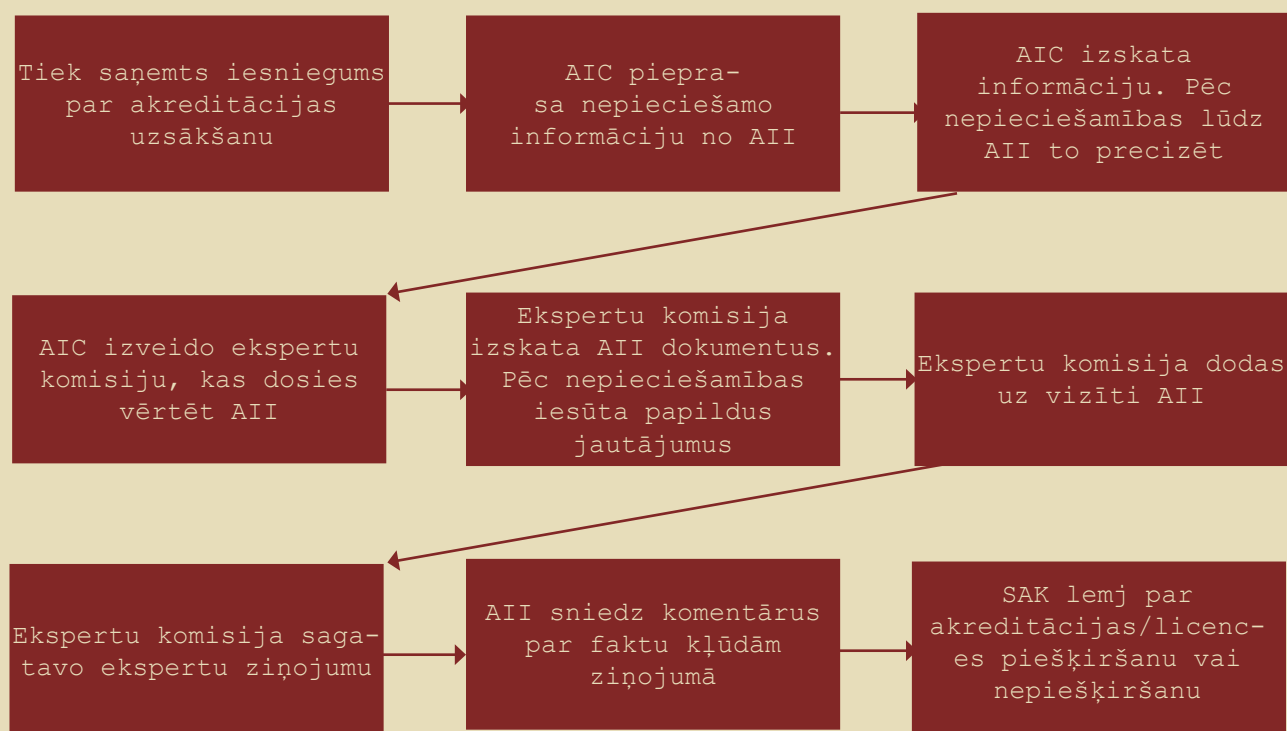 Tiek saņemts iesniegums
par akreditācijas
uzsākšanu
AIC piepra-
sa nepieciešamo
informāciju no AII
AIC izskata
informāciju. Pēc
nepieciešamības lūdz
AII to precizēt
AIC izveido ekspertu
komisiju, kas dosies
vērtēt AII
Ekspertu komisija
izskata AII dokumentus.
Pēc nepieciešamības
iesūta papildus
jautājumus
Ekspertu komisija dodas
uz vizīti AII
Ekspertu komisija saga-
tavo ekspertu ziņojumu
AII sniedz komentārus
par faktu kļūdām
ziņojumā
SAK lemj par
akreditācijas/licenc-
es piešķiršanu vai
nepiešķiršanu